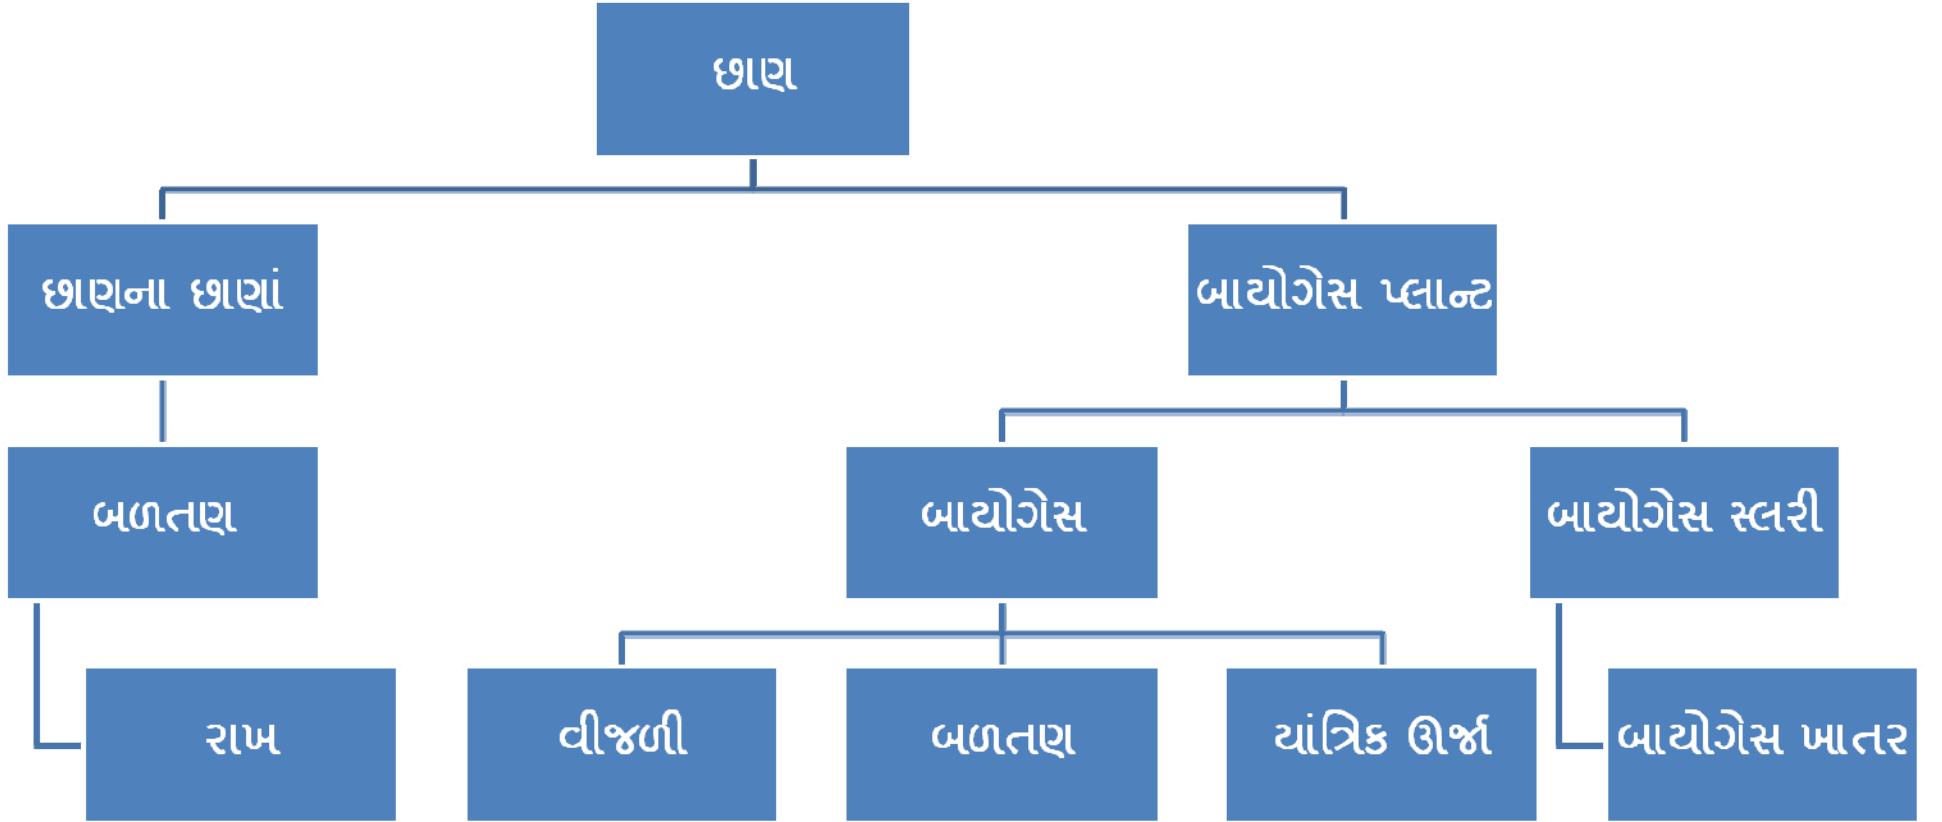 છાણ
છાણના છાણાં
બાયોગેસ પ્લાન્ટ
બળતણ
બાયોગેસ
બાયોગેસ સ્લરી
રાખ
વીજળી
બળતણ
યાંત્રિક ઊર્જા
બાયોગેસ ખાતર